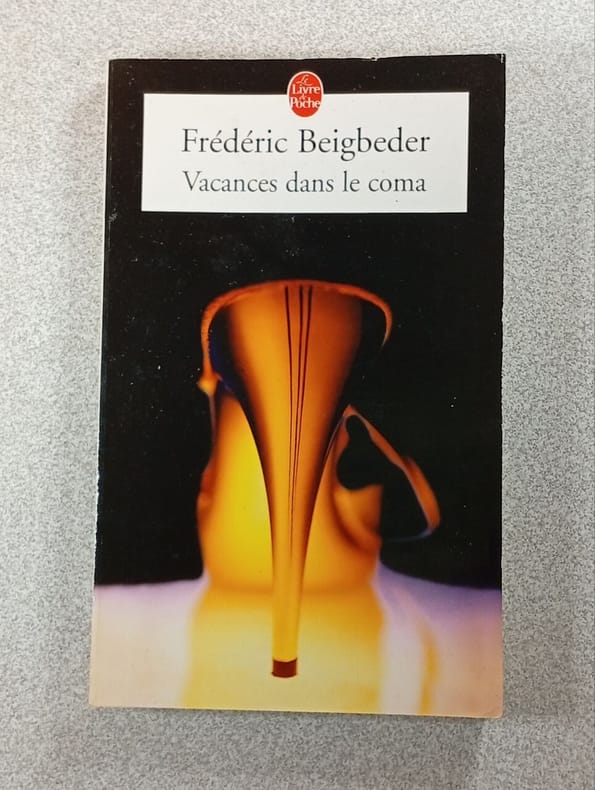 Le
Livre
de
Poche
Frédéric Beigbeder
Vacances dans le coma